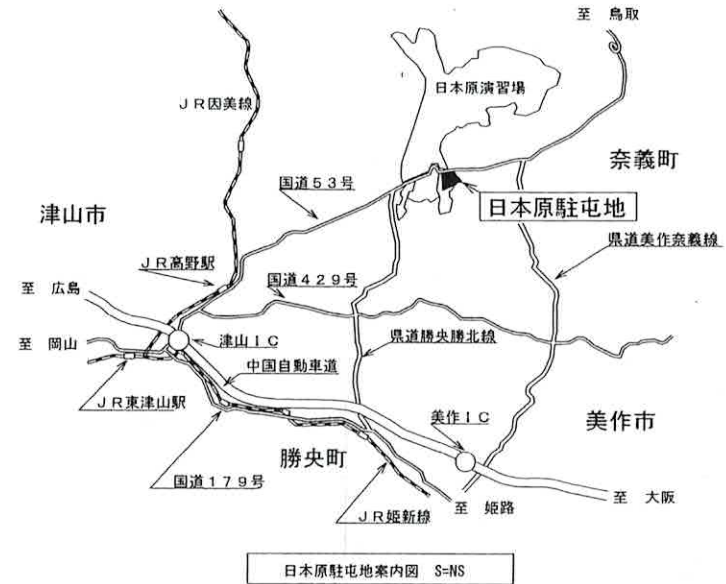 至 鳥取
日本原演習場
JR因美線
奈義町
国道53号
日本原駐屯地
津山市
県道美作奈義線
JR高野駅
至 広島
国道429号
至 岡山
津山IC
県道勝央勝北線
中国自動車道
JR東津山駅
美作IC
美作市
勝央町
国道179号
至 大阪
至 姫路
JR姫新線
日本原駐屯地案内図 S=NS